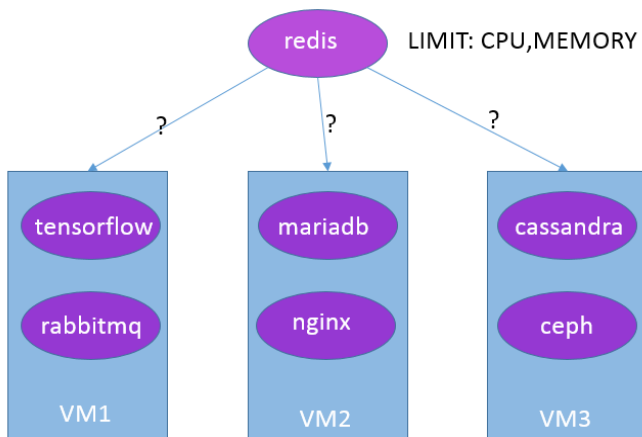 redis LIMIT: CPU,MEMORY
? ? ?
tensorflow mariadb cassandra
rabbitmq nginx ceph
VM1 VM2 VM3